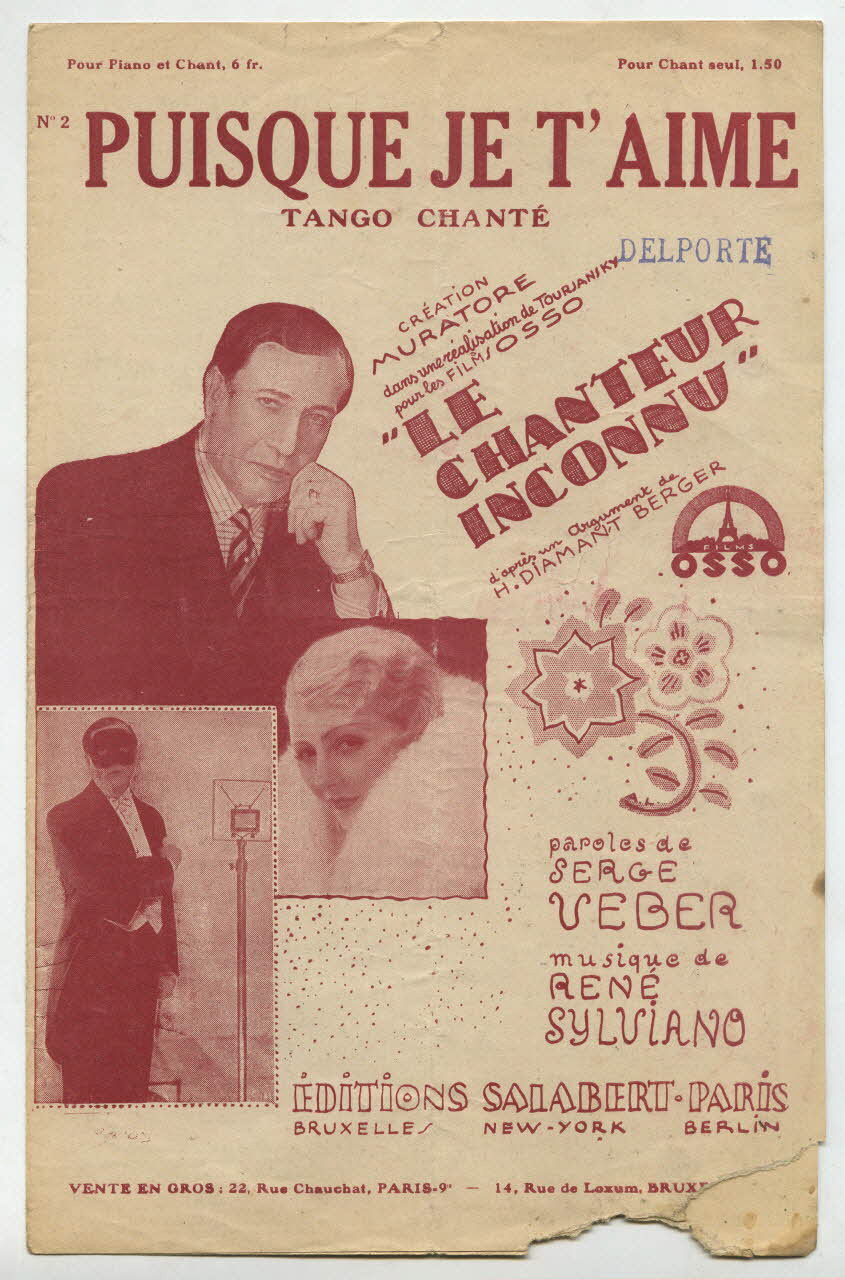 Pour Piano et Chant, 6 fr.
Pour Chant seul, 1.50
N° 2 PUISQUE JE T'AIME
TANGO CHANTÉ
DELPORTE
CRÉATION
MURATORE
dans une réalisation de TOURJANSKY
pour les FILMS OSSO
"LE
CHANTEUR
INCONNU"
d'après un argument de
H. DIAMANT BERGER
FILMS
OSSO
paroles de
SERGE
VEBER
musique de
RENÉ
SYLVIANO
ÉDITIONS SALABERT·PARIS
BRUXELLES NEW-YORK BERLIN
VENTE EN GROS : 22, Rue Chauchat, PARIS-9e — 14, Rue de Loxum, BRUXE